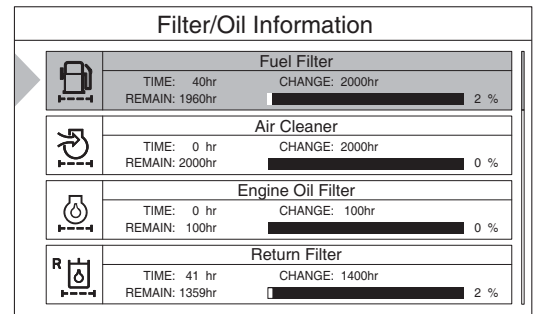 Filter/Oil Information
Fuel Filter
TIME: 40hr CHANGE: 2000hr
REMAIN: 1960hr 2 %
Air Cleaner
TIME: 0 hr CHANGE: 2000hr
REMAIN: 2000hr 0 %
Engine Oil Filter
TIME: 0 hr CHANGE: 100hr
REMAIN: 100hr 0 %
R
Return Filter
TIME: 41 hr CHANGE: 1400hr
REMAIN: 1359hr 2 %